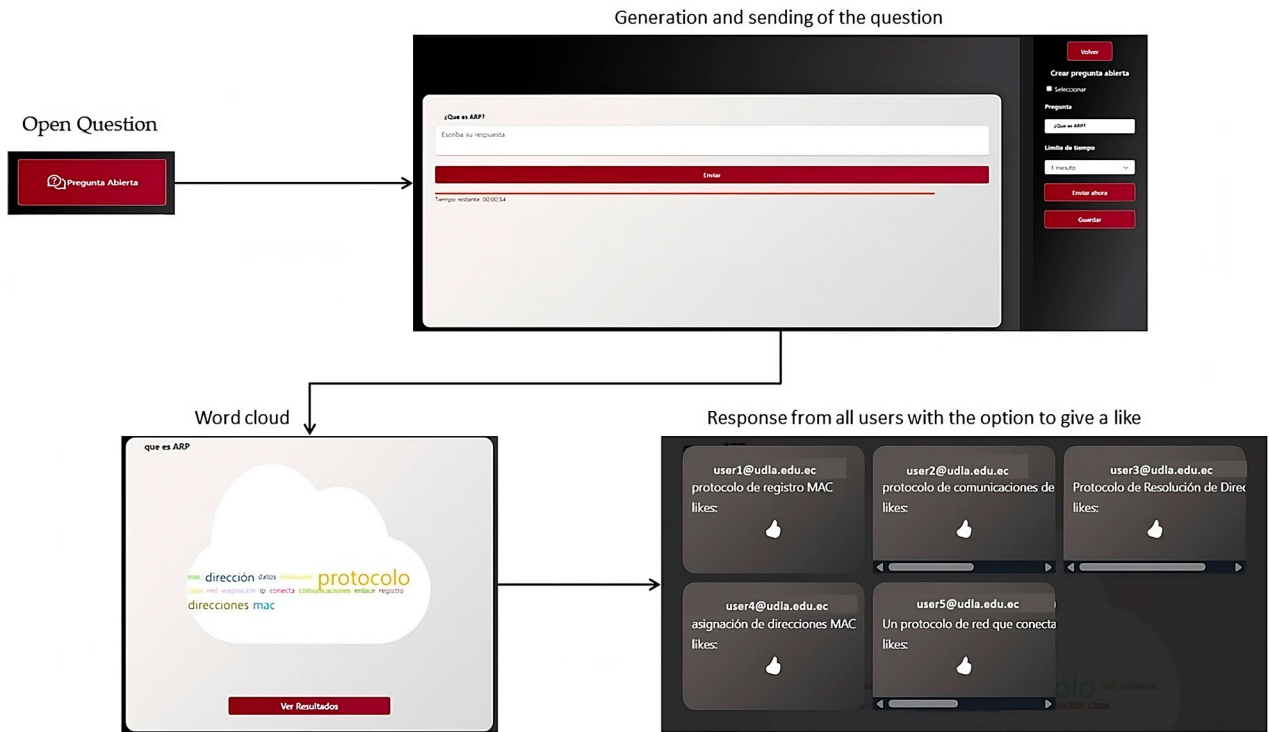 Generation and sending of the question
Open Question
Pregunta Abierta
¿Que es ARP?
Escriba su respuesta
Enviar
Tiempo restante 00:00:54
Volver
Crear pregunta abierta
Seleccionar
Pregunta
¿Que es ARP?
Limite de tiempo
1 minuto
Enviar ahora
Guardar
Word cloud
que es ARP
mac dirección datos protocolo
capa red asignación ip conecta comunicaciones enlace registro
direcciones mac
Ver Resultados
Response from all users with the option to give a like
user1@udla.edu.ec
protocolo de registro MAC
likes:
user2@udla.edu.ec
protocolo de comunicaciones de
likes:
user3@udla.edu.ec
Protocolo de Resolución de Direc
likes:
user4@udla.edu.ec
asignación de direcciones MAC
likes:
user5@udla.edu.ec
Un protocolo de red que conecta
likes: